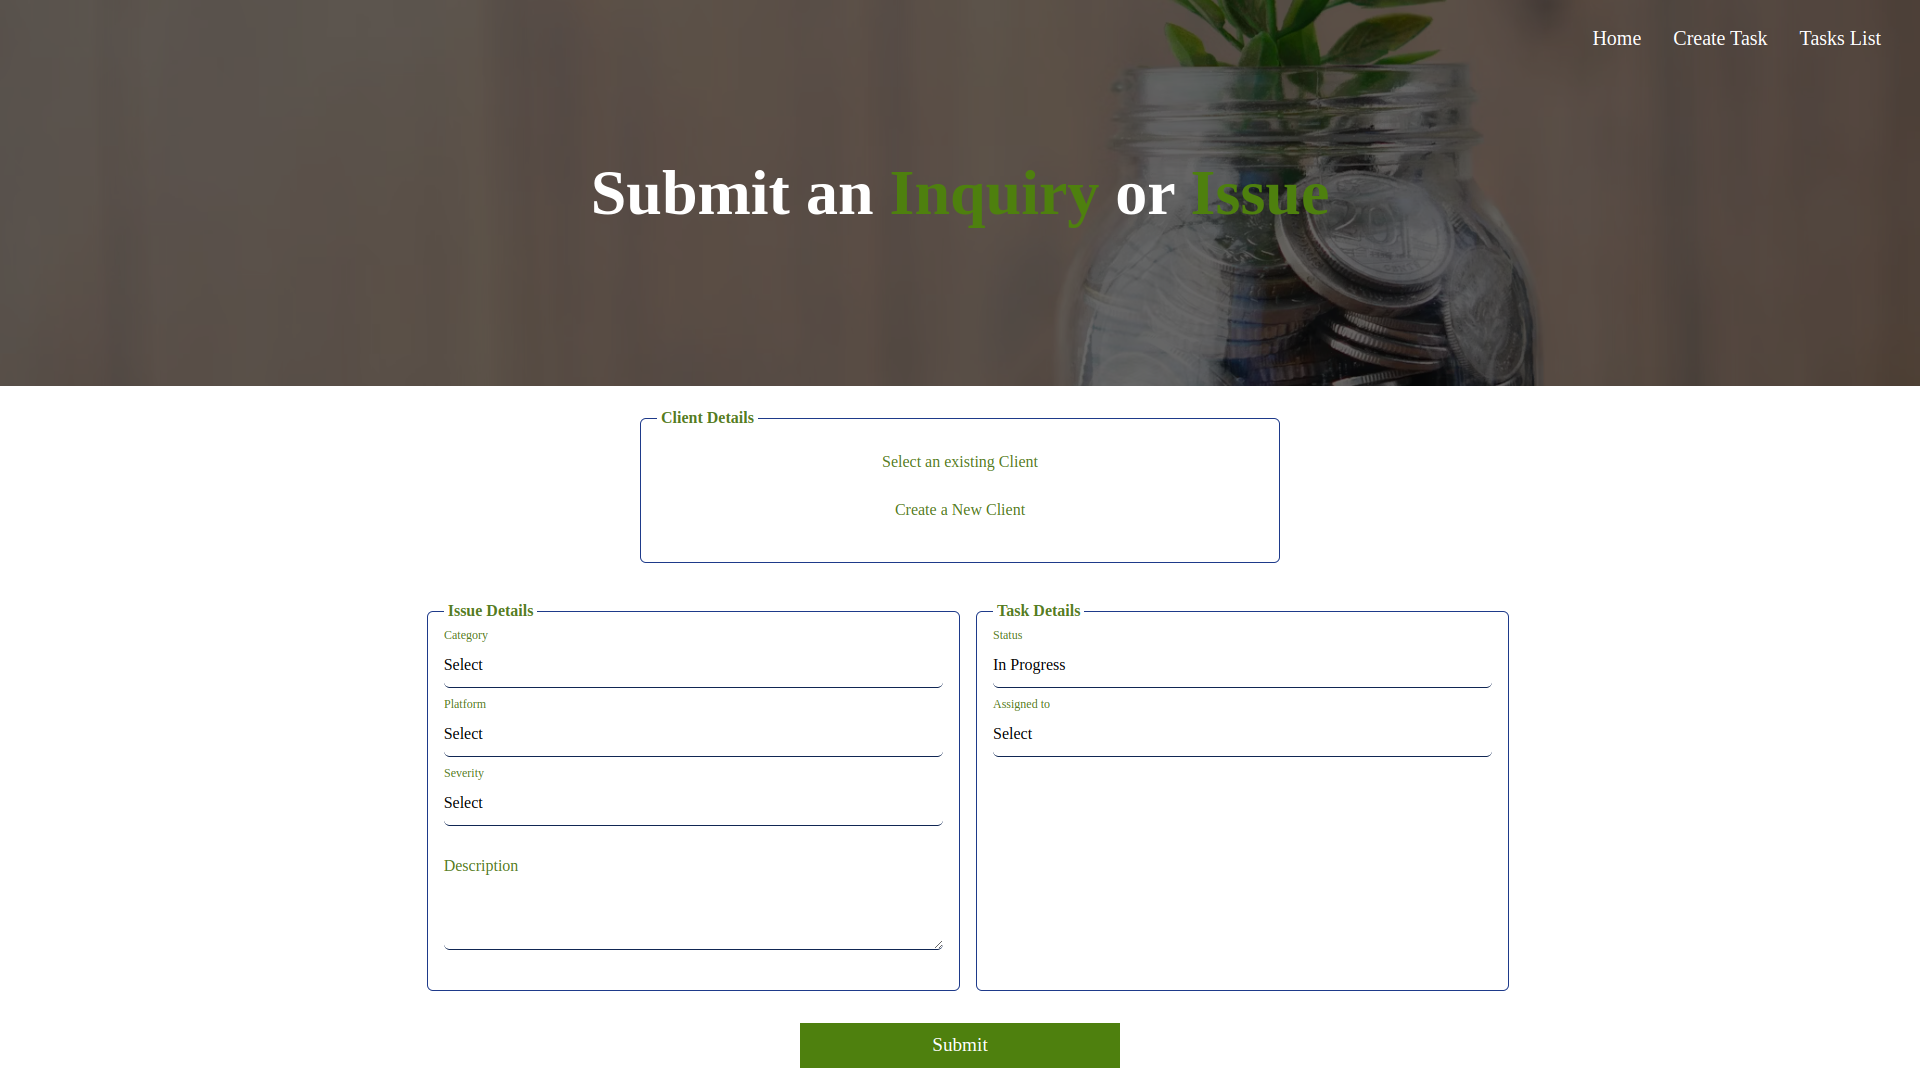 Home Create Task Tasks List
Submit an Inquiry or Issue
Client Details
Select an existing Client
Create a New Client
Issue Details
Category
Select
Platform
Select
Severity
Select
Description
Task Details
Status
In Progress
Assigned to
Select
Submit